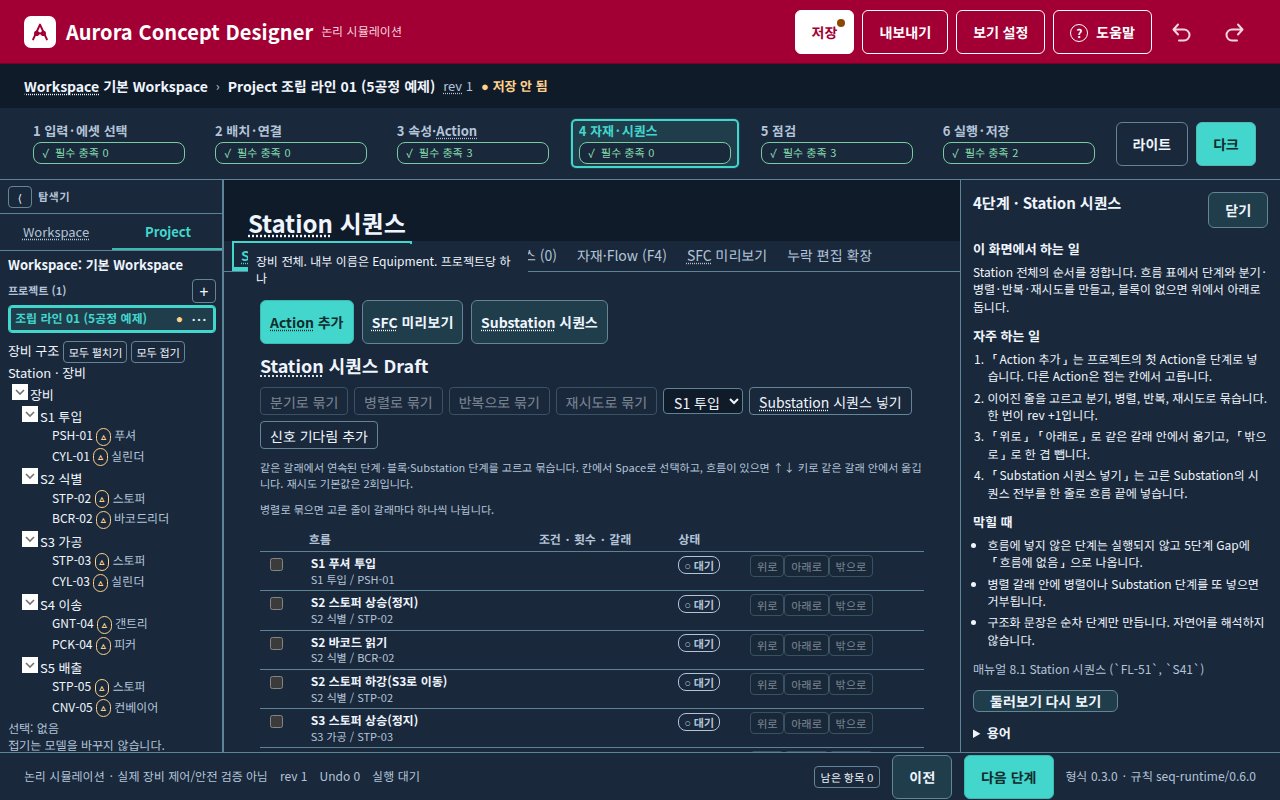 Aurora Concept Designer 논리 시뮬레이션 저장 내보내기 보기 설정 ? 도움말
Workspace 기본 Workspace › Project 조립 라인 01 (5공정 예제) rev 1 ● 저장 안 됨
1 입력·에셋 선택
✓ 필수 충족 0
2 배치·연결
✓ 필수 충족 0
3 속성·Action
✓ 필수 충족 3
4 자재·시퀀스
✓ 필수 충족 0
5 점검
✓ 필수 충족 3
6 실행·저장
✓ 필수 충족 2
라이트 다크
⟨ 탐색기
Workspace Project
Workspace: 기본 Workspace
프로젝트 (1) +
조립 라인 01 (5공정 예제) ● ···
장비 구조 모두 펼치기 모두 접기
Station · 장비
장비
S1 투입
PSH-01 푸셔
CYL-01 실린더
S2 식별
STP-02 스토퍼
BCR-02 바코드리더
S3 가공
STP-03 스토퍼
CYL-03 실린더
S4 이송
GNT-04 갠트리
PCK-04 피커
S5 배출
STP-05 스토퍼
CNV-05 컨베이어
선택: 없음
접기는 모델을 바꾸지 않습니다.
Station 시퀀스
S
장비 전체. 내부 이름은 Equipment. 프로젝트당 하
나
스 (0) 자재·Flow (F4) SFC 미리보기 누락 편집 확장
Action 추가 SFC 미리보기 Substation 시퀀스
Station 시퀀스 Draft
분기로 묶기 병렬로 묶기 반복으로 묶기 재시도로 묶기 S1 투입 Substation 시퀀스 넣기
신호 기다림 추가
같은 갈래에서 연속된 단계·블록·Substation 단계를 고르고 묶습니다. 칸에서 Space로 선택하고, 흐름이 있으면 ↑↓ 키로 같은 갈래 안에서 옮깁
니다. 재시도 기본값은 2회입니다.
병렬로 묶으면 고른 줄이 갈래마다 하나씩 나뉩니다.
흐름 조건 · 횟수 · 갈래 상태
S1 푸셔 투입 ○ 대기 위로 아래로 밖으로
S1 투입 / PSH-01
S2 스토퍼 상승(정지) ○ 대기 위로 아래로 밖으로
S2 식별 / STP-02
S2 바코드 읽기 ○ 대기 위로 아래로 밖으로
S2 식별 / BCR-02
S2 스토퍼 하강(S3로 이동) ○ 대기 위로 아래로 밖으로
S2 식별 / STP-02
S3 스토퍼 상승(정지) ○ 대기 위로 아래로 밖으로
S3 가공 / STP-03
4단계 · Station 시퀀스 닫기
이 화면에서 하는 일
Station 전체의 순서를 정합니다. 흐름 표에서 단계와 분기·
병렬·반복·재시도를 만들고, 블록이 없으면 위에서 아래로
돕니다.
자주 하는 일
1. 「Action 추가」는 프로젝트의 첫 Action을 단계로 넣
습니다. 다른 Action은 접는 칸에서 고릅니다.
2. 이어진 줄을 고르고 분기, 병렬, 반복, 재시도로 묶습니다.
한 번이 rev +1입니다.
3. 「위로」「아래로」로 같은 갈래 안에서 옮기고, 「밖으
로」로 한 겹 뺍니다.
4. 「Substation 시퀀스 넣기」는 고른 Substation의 시
퀀스 전부를 한 줄로 흐름 끝에 넣습니다.
막힐 때
• 흐름에 넣지 않은 단계는 실행되지 않고 5단계 Gap에
「흐름에 없음」으로 나옵니다.
• 병렬 갈래 안에 병렬이나 Substation 단계를 또 넣으면
거부됩니다.
• 구조화 문장은 순차 단계만 만듭니다. 자연어를 해석하지
않습니다.
매뉴얼 8.1 Station 시퀀스 (`FL-51`, `S41`)
둘러보기 다시 보기
▶ 용어
논리 시뮬레이션 · 실제 장비 제어/안전 검증 아님 rev 1 Undo 0 실행 대기 남은 항목 0 이전 다음 단계 형식 0.3.0 · 규칙 seq-runtime/0.6.0